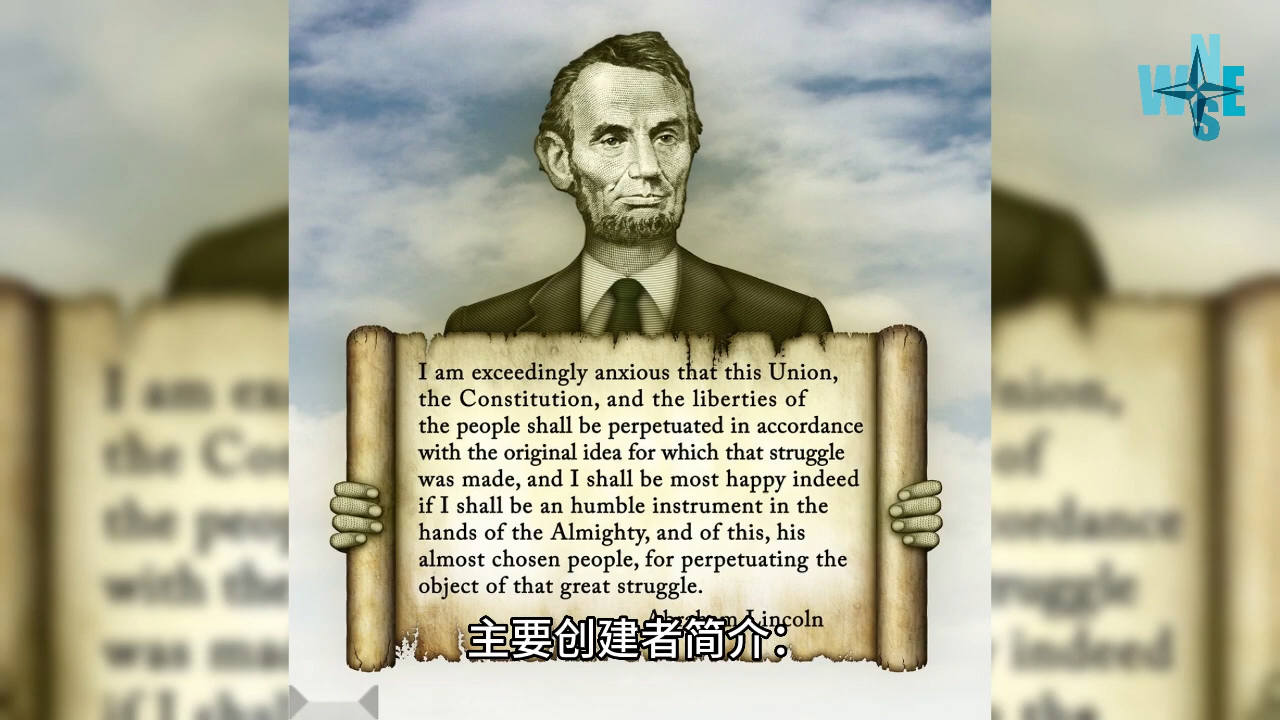 N
W E
S
I am exceedingly anxious that this Union,
the Constitution, and the liberties of
the people shall be perpetuated in accordance
with the original idea for which that struggle
was made, and I shall be most happy indeed
if I shall be an humble instrument in the
hands of the Almighty, and of this, his
almost chosen people, for perpetuating the
object of that great struggle.
- Abraham Lincoln
主要创建者简介：